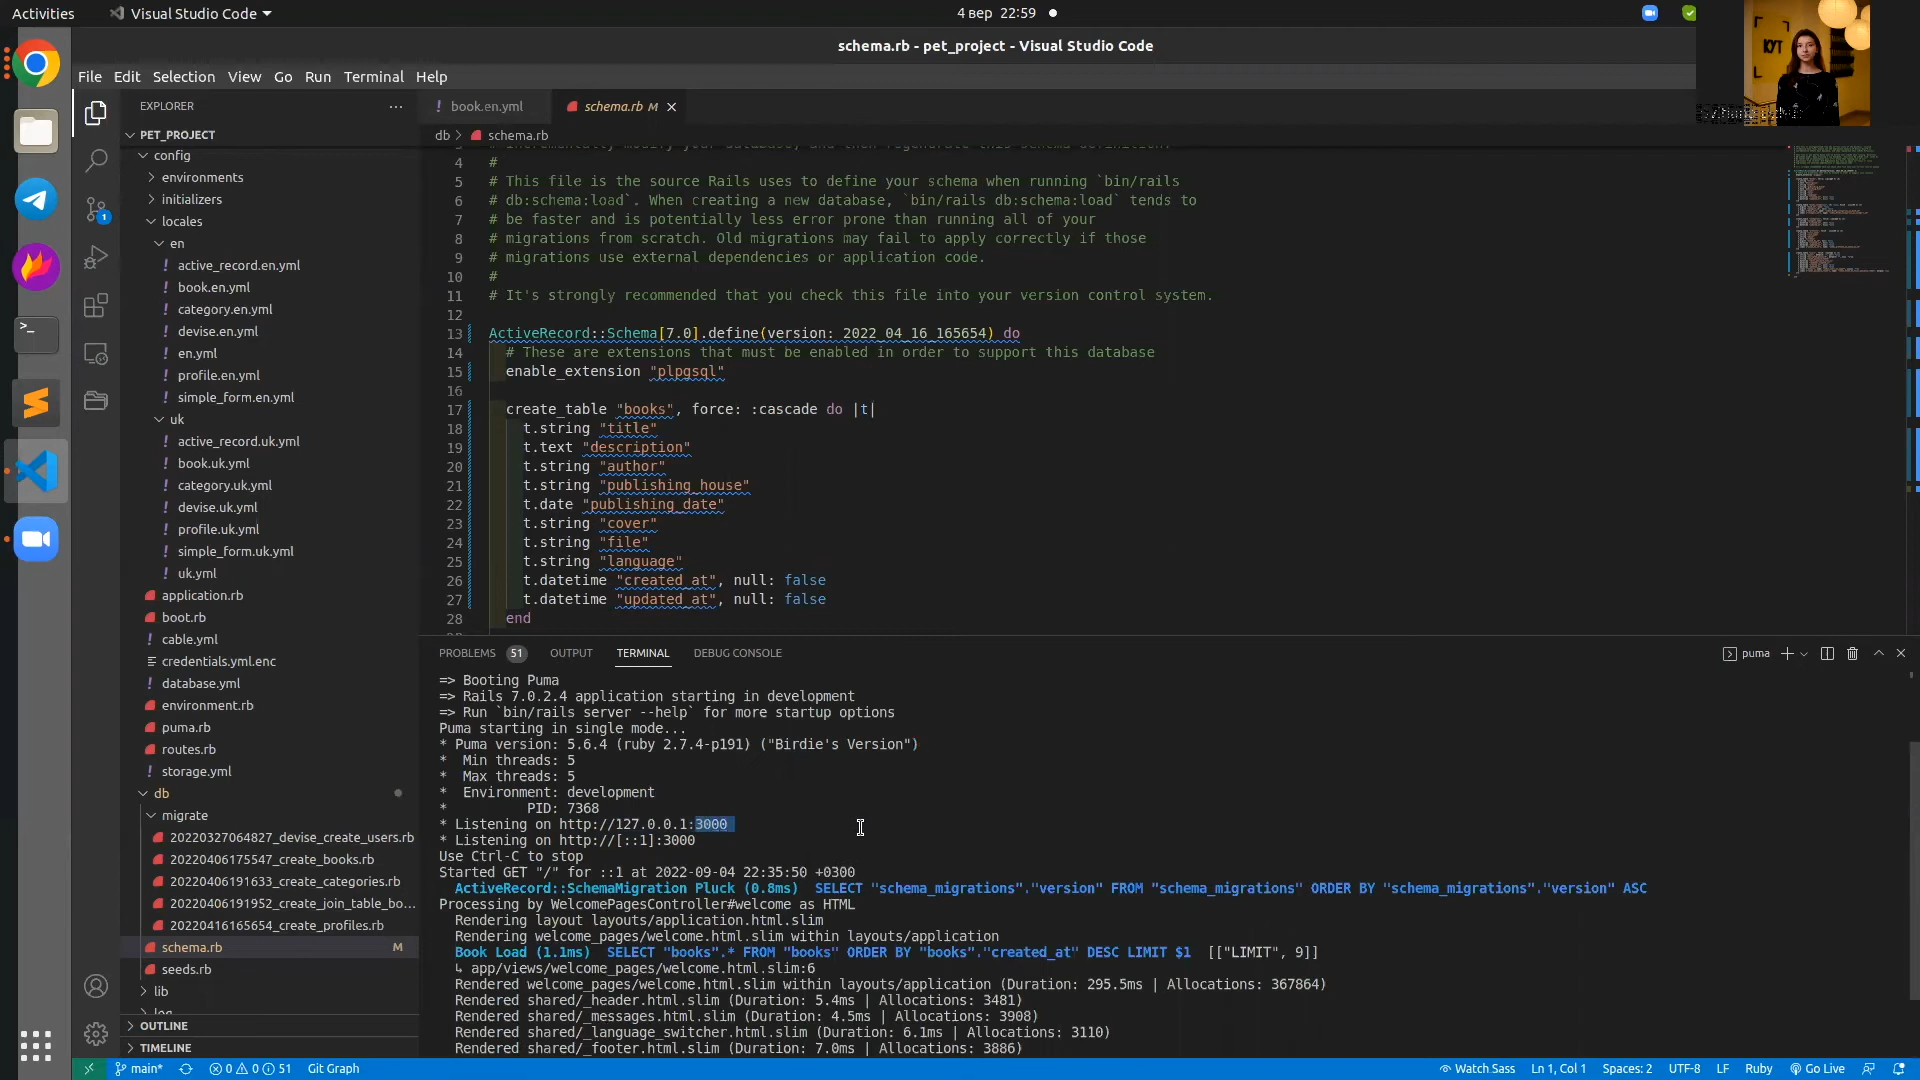 Activities
Visual Studio Code
4 вер 22:59
schema.rb - pet_project - Visual Studio Code
File Edit Selection View Go Run Terminal Help
КУТ
EXPLORER
PET_PROJECT
config
environments
initializers
locales
en
active_record.en.yml
book.en.yml
category.en.yml
devise.en.yml
en.yml
profile.en.yml
simple_form.en.yml
uk
active_record.uk.yml
book.uk.yml
category.uk.yml
devise.uk.yml
profile.uk.yml
simple_form.uk.yml
uk.yml
application.rb
boot.rb
cable.yml
credentials.yml.enc
database.yml
environment.rb
puma.rb
routes.rb
storage.yml
db
migrate
20220327064827_devise_create_users.rb
20220406175547_create_books.rb
20220406191633_create_categories.rb
20220406191952_create_join_table_bo...
20220416165654_create_profiles.rb
schema.rb M
seeds.rb
lib
log
OUTLINE
TIMELINE
1
book.en.yml
schema.rb M
db > schema.rb
# incrementally modify your database, and then regenerate this schema definition.
4 #
5 # This file is the source Rails uses to define your schema when running `bin/rails
6 # db:schema:load`. When creating a new database, `bin/rails db:schema:load` tends to
7 # be faster and is potentially less error prone than running all of your
8 # migrations from scratch. Old migrations may fail to apply correctly if those
9 # migrations use external dependencies or application code.
10 #
11 # It's strongly recommended that you check this file into your version control system.
12
13 ActiveRecord::Schema[7.0].define(version: 2022_04_16_165654) do
14 # These are extensions that must be enabled in order to support this database
15 enable_extension "plpgsql"
16
17 create_table "books", force: :cascade do |t|
18 t.string "title"
19 t.text "description"
20 t.string "author"
21 t.string "publishing_house"
22 t.date "publishing_date"
23 t.string "cover"
24 t.string "file"
25 t.string "language"
26 t.datetime "created_at", null: false
27 t.datetime "updated_at", null: false
28 end
PROBLEMS 51 OUTPUT TERMINAL DEBUG CONSOLE
puma
=> Booting Puma
=> Rails 7.0.2.4 application starting in development
=> Run `bin/rails server --help` for more startup options
Puma starting in single mode...
* Puma version: 5.6.4 (ruby 2.7.4-p191) ("Birdie's Version")
* Min threads: 5
* Max threads: 5
* Environment: development
* PID: 7368
* Listening on http://127.0.0.1:3000
* Listening on http://[::1]:3000
Use Ctrl-C to stop
Started GET "/" for ::1 at 2022-09-04 22:35:50 +0300
ActiveRecord::SchemaMigration Pluck (0.8ms) SELECT "schema_migrations"."version" FROM "schema_migrations" ORDER BY "schema_migrations"."version" ASC
Processing by WelcomePagesController#welcome as HTML
Rendering layout layouts/application.html.slim
Rendering welcome_pages/welcome.html.slim within layouts/application
Book Load (1.1ms) SELECT "books".* FROM "books" ORDER BY "books"."created_at" DESC LIMIT $1 [["LIMIT", 9]]
↳ app/views/welcome_pages/welcome.html.slim:6
Rendered welcome_pages/welcome.html.slim within layouts/application (Duration: 295.5ms | Allocations: 367864)
Rendered shared/_header.html.slim (Duration: 5.4ms | Allocations: 3481)
Rendered shared/_messages.html.slim (Duration: 4.5ms | Allocations: 3908)
Rendered shared/_language_switcher.html.slim (Duration: 6.1ms | Allocations: 3110)
Rendered shared/_footer.html.slim (Duration: 7.0ms | Allocations: 3886)
main* 0 0 51 Git Graph
Watch Sass Ln 1, Col 1 Spaces: 2 UTF-8 LF Ruby Go Live